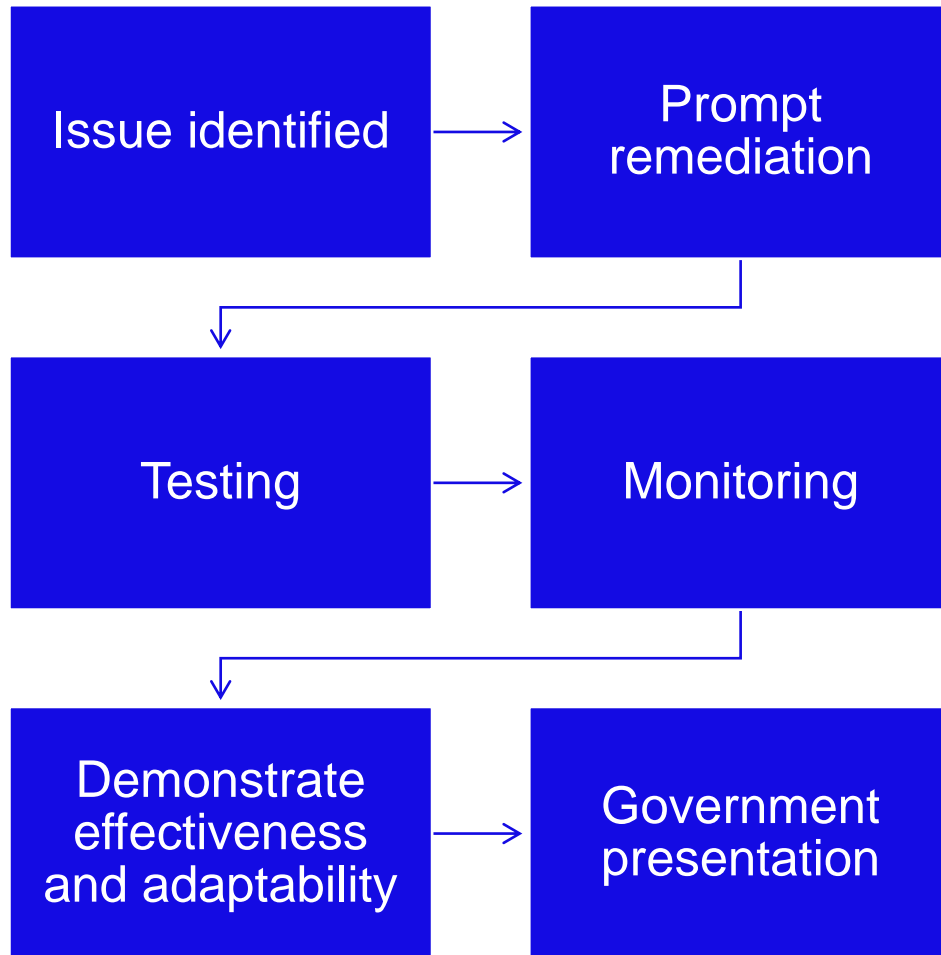 Issue identified
Prompt
remediation
Testing
Monitoring
Demonstrate
effectiveness
and adaptability
Government
presentation